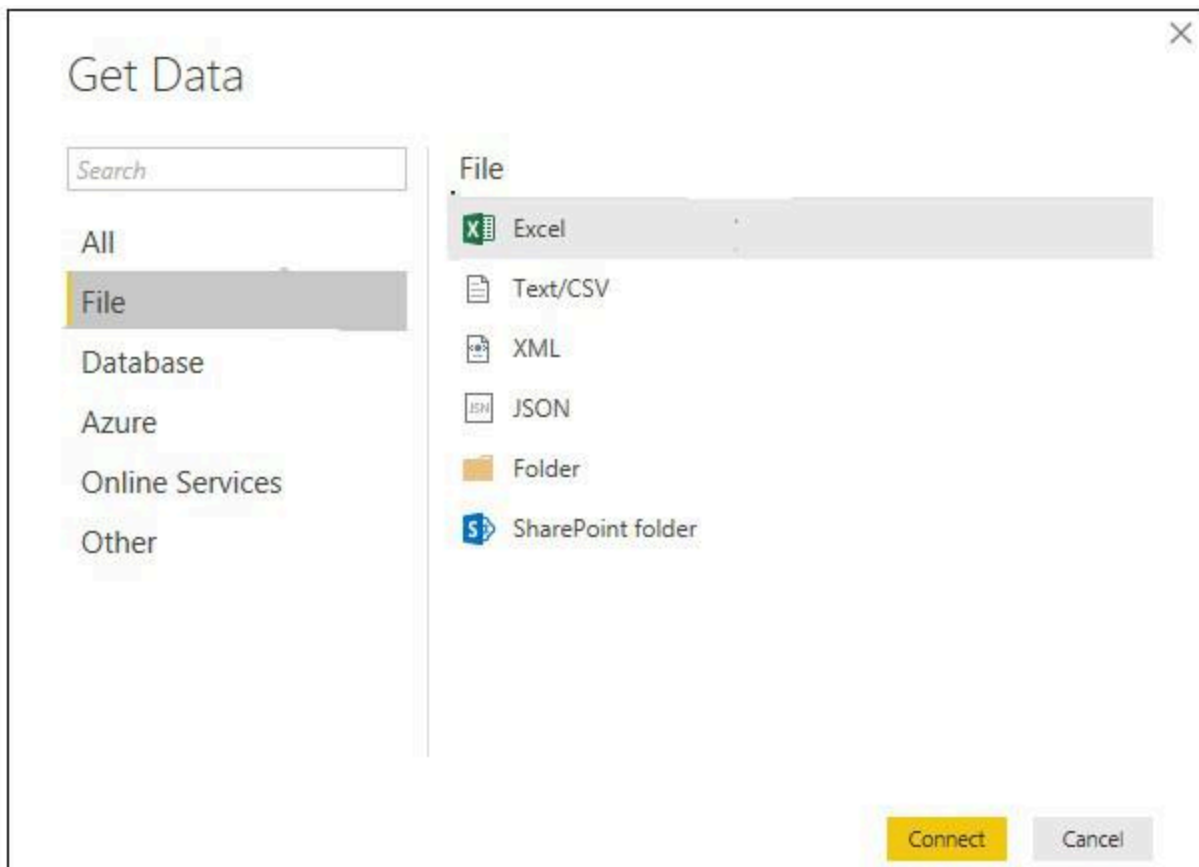 Get Data
Search
All
File
Database
Azure
Online Services
Other
File
Excel
Text/CSV
XML
JSN
JSON
Folder
S
SharePoint folder
Connect
Cancel